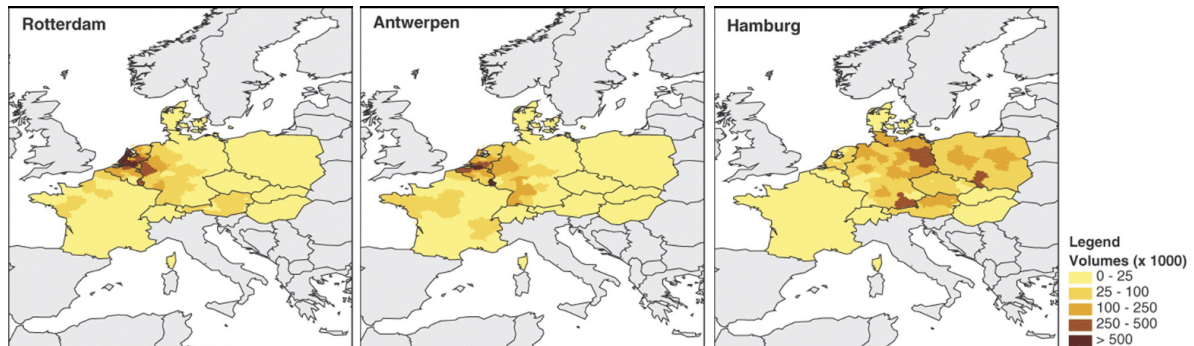 Rotterdam
Antwerpen
Hamburg
Legend
Volumes (x 1000)
0 - 25
25 - 100
100 - 250
250 - 500
> 500